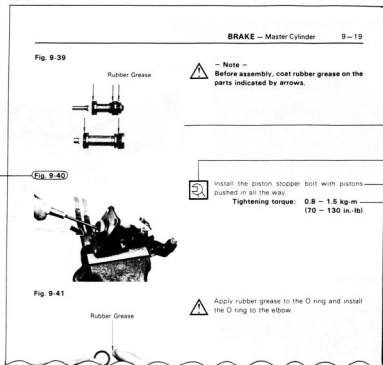 BRAKE — Master Cylinder 9—19
Fig. 9-39
Rubber Grease
– Note –
Before assembly, coat rubber grease on the
parts indicated by arrows.
Fig. 9-40
Install the piston stopper bolt with pistons
pushed in all the way.
Tightening torque: 0.8 – 1.5 kg-m
(70 – 130 in.-lb)
Fig. 9-41
Rubber Grease
Apply rubber grease to the O ring and install
the O ring to the elbow.